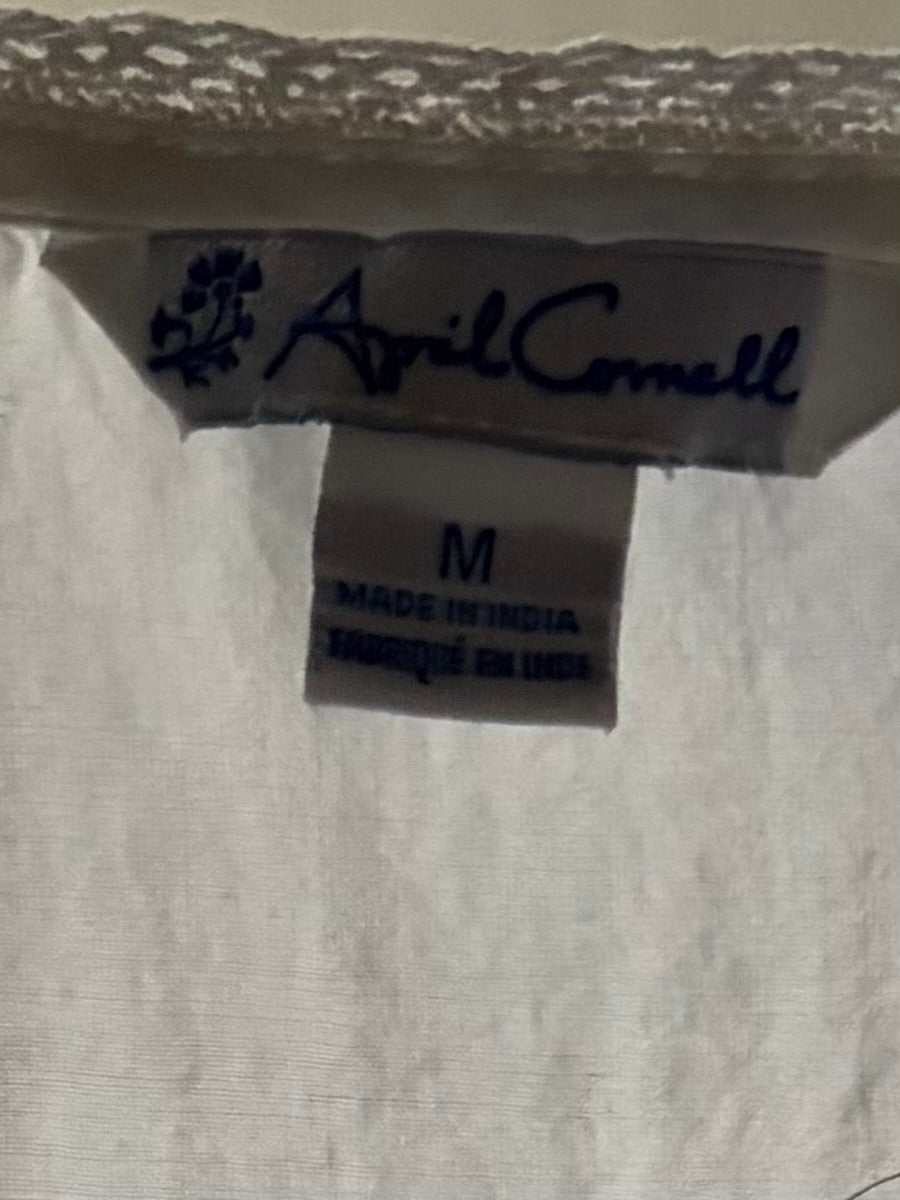 April Cornell
M
MADE IN INDIA
FABRIQUÉ EN INDE